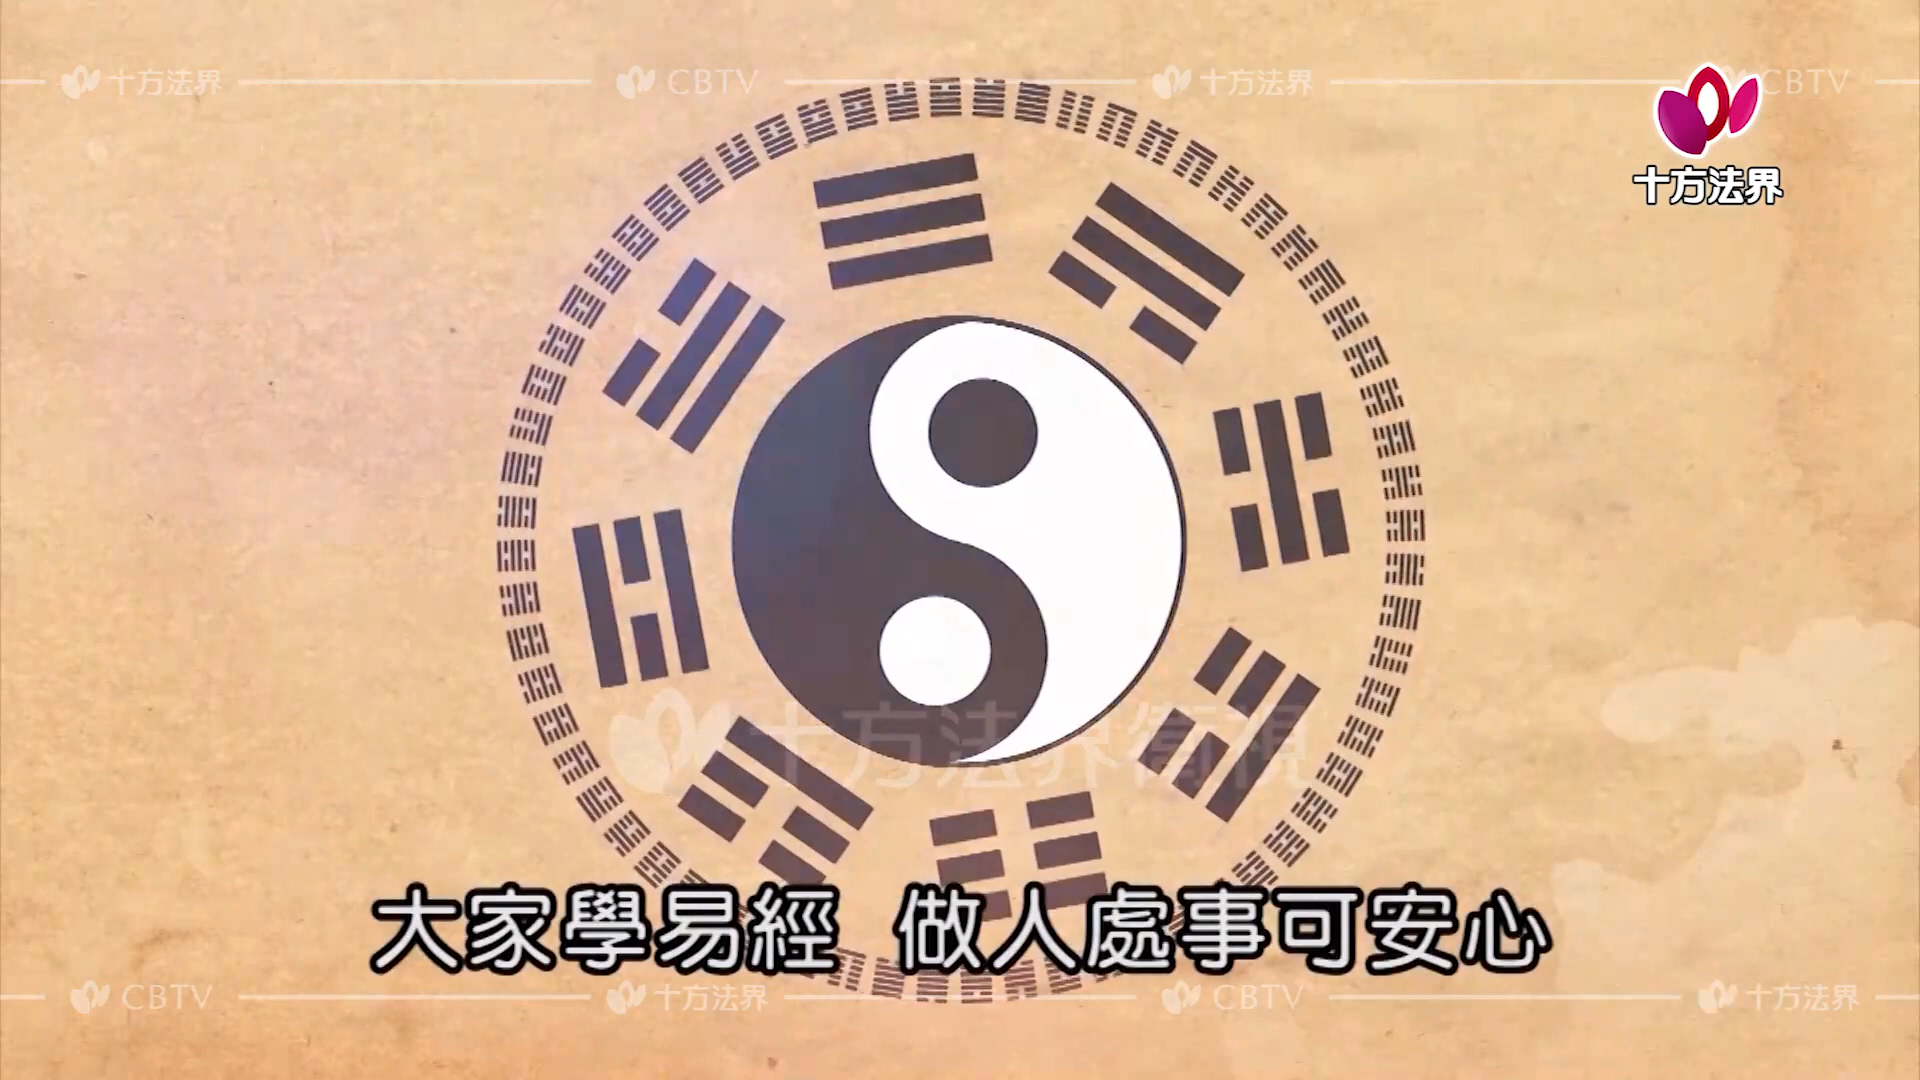 十方法界 CBTV 十方法界 CBTV
十方法界
十方法界衛視
大家學易經 做人處事可安心
CBTV 十方法界 CBTV 十方法界